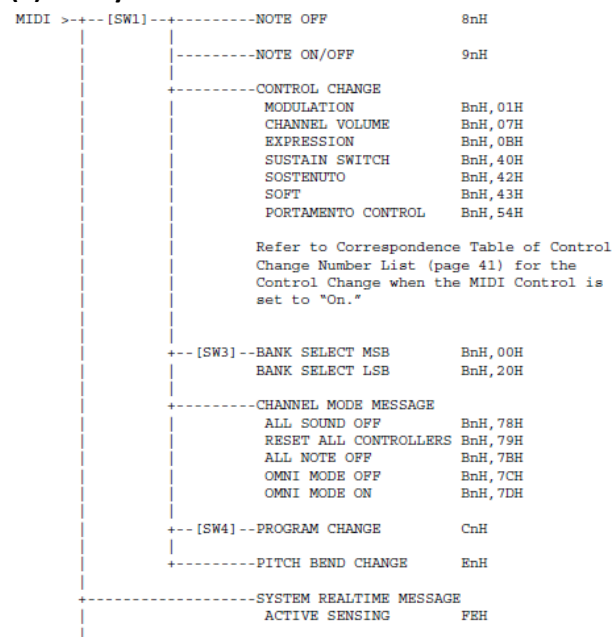 MIDI >-+--[SW1]--+---------NOTE OFF 8nH
|---------NOTE ON/OFF 9nH
+---------CONTROL CHANGE
MODULATION BnH,01H
CHANNEL VOLUME BnH,07H
EXPRESSION BnH,0BH
SUSTAIN SWITCH BnH,40H
SOSTENUTO BnH,42H
SOFT BnH,43H
PORTAMENTO CONTROL BnH,54H
Refer to Correspondence Table of Control
Change Number List (page 41) for the
Control Change when the MIDI Control is
set to “On.”
+--[SW3]--BANK SELECT MSB BnH,00H
BANK SELECT LSB BnH,20H
+---------CHANNEL MODE MESSAGE
ALL SOUND OFF BnH,78H
RESET ALL CONTROLLERS BnH,79H
ALL NOTE OFF BnH,7BH
OMNI MODE OFF BnH,7CH
OMNI MODE ON BnH,7DH
+--[SW4]--PROGRAM CHANGE CnH
+---------PITCH BEND CHANGE EnH
+-------------------SYSTEM REALTIME MESSAGE
ACTIVE SENSING FEH